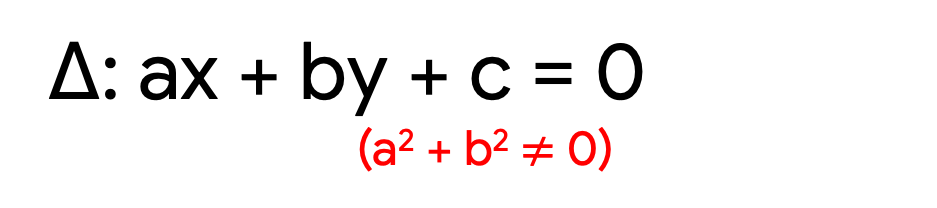 Δ: ax + by + c = 0
(a² + b² ≠ 0)